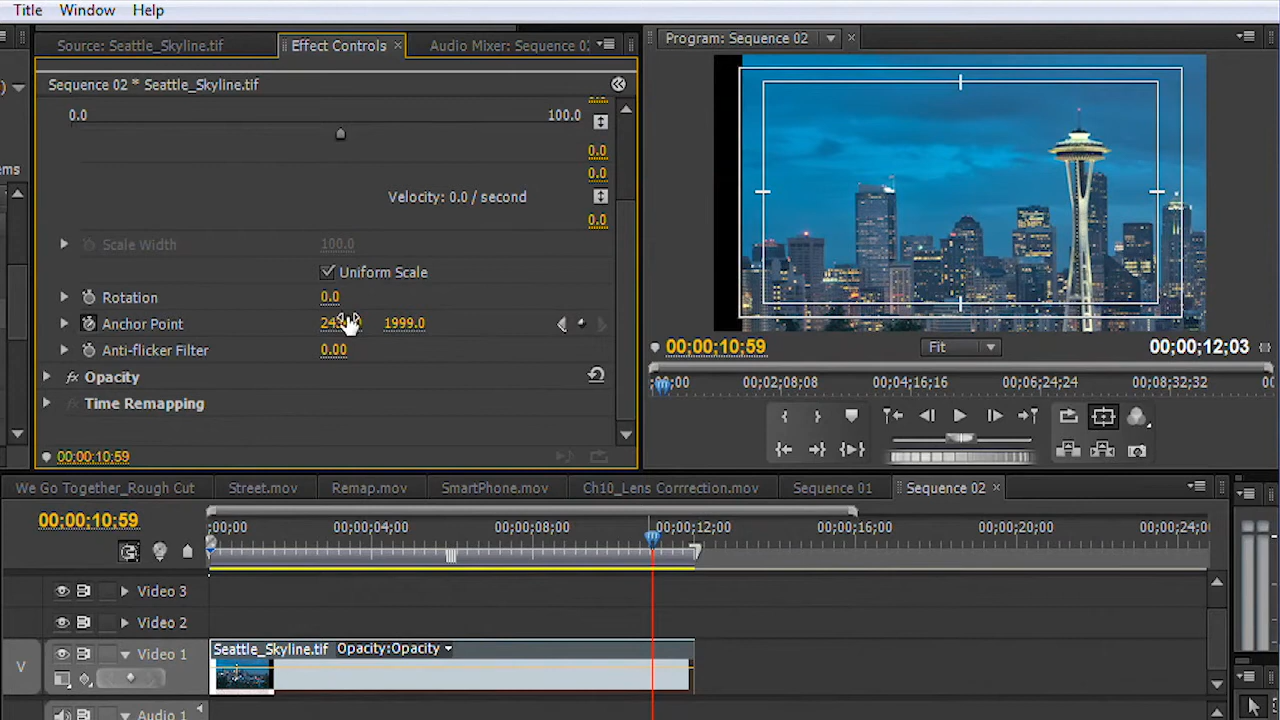 Title Window Help
Source: Seattle_Skyline.tif Effect Controls × Audio Mixer: Sequence 02
Program: Sequence 02
Sequence 02 * Seattle_Skyline.tif
0.0 100.0
0.0
0.0
Velocity: 0.0 / second
0.0
Scale Width 100.0
Uniform Scale
Rotation 0.0
Anchor Point 1999.0
Anti-flicker Filter 0.00
fx Opacity
fx Time Remapping
00;00;10;59
00;00;10;59 Fit 00;00;12;03
;00;00 00;02;08;08 00;04;16;16 00;06;24;24 00;08;32;32 00;
We Go Together_Rough Cut Street.mov Remap.mov SmartPhone.mov Ch10_Lens Corrrection.mov Sequence 01 Sequence 02 ×
00;00;10;59
;00;00 00;00;04;00 00;00;08;00 00;00;12;00 00;00;16;00 00;00;20;00 00;00;24;00
Video 3
Video 2
V Video 1 Seattle_Skyline.tif Opacity:Opacity
Audio 1